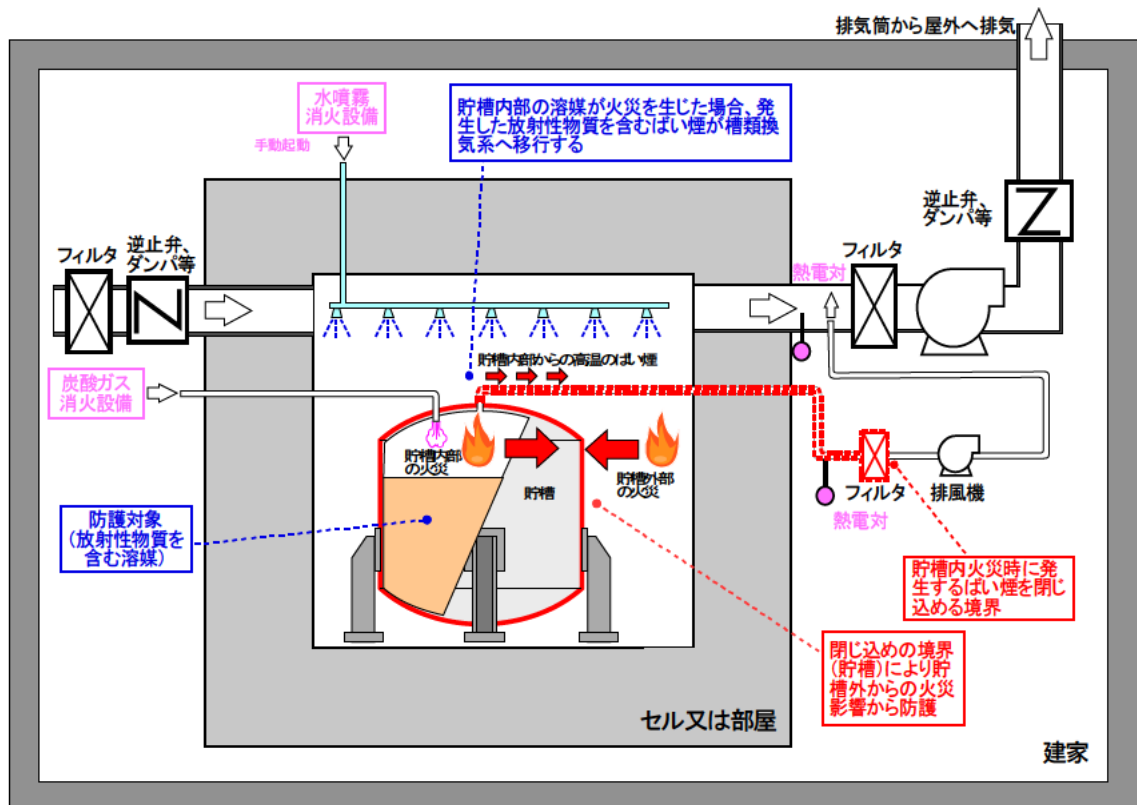 排気筒から屋外へ排気
水噴霧
消火設備
手動起動
貯槽内部の溶媒が火災を生じた場合、発
生した放射性物質を含むばい煙が槽類換
気系へ移行する
逆止弁、
ダンパ等
フィルタ
逆止弁、
ダンパ等
フィルタ
熱電対
貯槽内部からの高温のばい煙
炭酸ガス
消火設備
貯槽内部
の火災
貯槽外部
の火災
貯槽
フィルタ
排風機
熱電対
防護対象
(放射性物質を
含む溶媒)
貯槽内火災時に発
生するばい煙を閉じ
込める境界
閉じ込めの境界
(貯槽)により貯
槽外からの火災
影響から防護
セル又は部屋
建家